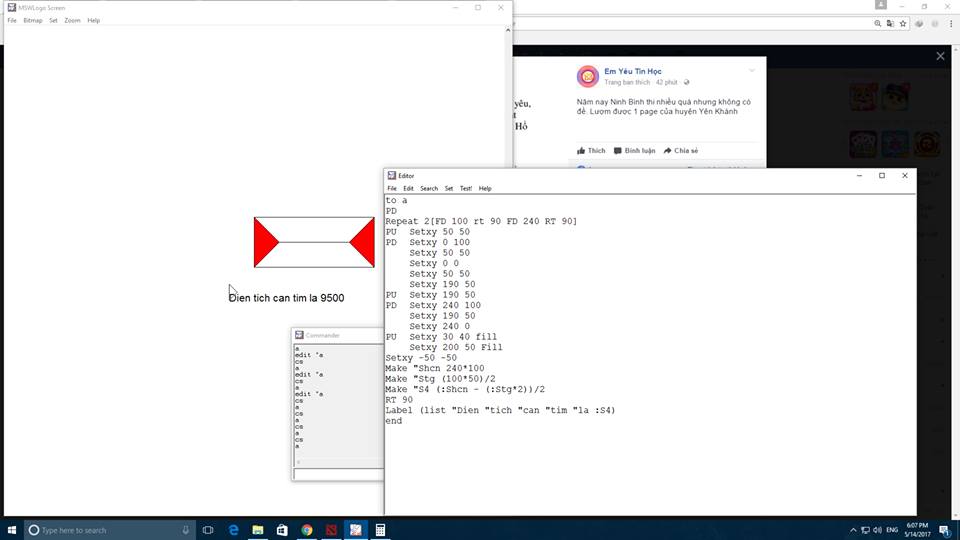 MSWLogo Screen
File Bitmap Set Zoom Help
Em Yêu Tin Học
Trang bạn thích · 42 phút ·
Năm nay Ninh Bình thi nhiều quá nhưng không có
đề. Lượm được 1 page của huyện Yên Khánh
yêu,
t
Hồ
Thích Bình luận Chia sẻ
Editor
File Edit Search Set Test! Help
to a
PD
Repeat 2[FD 100 rt 90 FD 240 RT 90]
PU Setxy 50 50
PD Setxy 0 100
Setxy 50 50
Setxy 0 0
Setxy 50 50
Setxy 190 50
PU Setxy 190 50
PD Setxy 240 100
Setxy 190 50
Setxy 240 0
PU Setxy 30 40 fill
Setxy 200 50 Fill
Setxy -50 -50
Make "Shcn 240*100
Make "Stg (100*50)/2
Make "S4 (:Shcn - (:Stg*2))/2
RT 90
Label (list "Dien "tich "can "tim "la :S4)
end
Dien tich can tim la 9500
Commander
a
edit "a
cs
a
edit "a
cs
a
edit "a
cs
a
cs
a
cs
a
cs
a
Type here to search
ENG
6:07 PM
5/14/2017